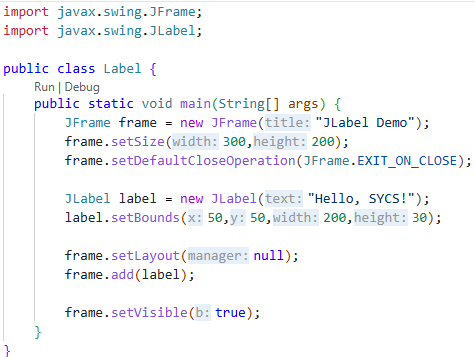 import javax.swing.JFrame;
import javax.swing.JLabel;

public class Label {
    Run | Debug
    public static void main(String[] args) {
        JFrame frame = new JFrame(title: "JLabel Demo");
        frame.setSize(width: 300,height: 200);
        frame.setDefaultCloseOperation(JFrame.EXIT_ON_CLOSE);

        JLabel label = new JLabel(text: "Hello, SYCS!");
        label.setBounds(x: 50,y: 50,width: 200,height: 30);

        frame.setLayout(manager: null);
        frame.add(label);

        frame.setVisible(b: true);
    }
}